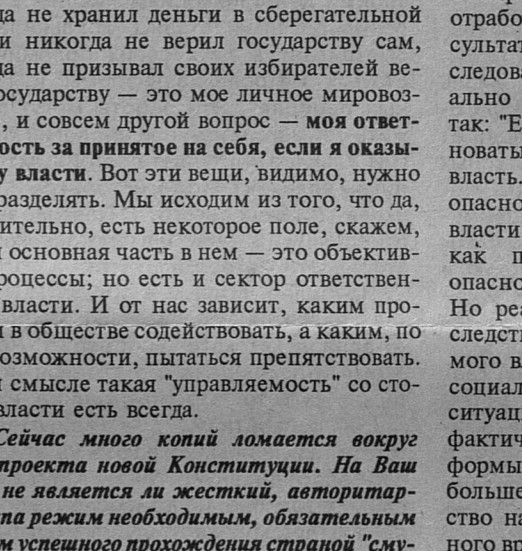 да не хранил деньги в сберегательной
и никогда не верил государству сам,
да не призывал своих избирателей ве-
осударству — это мое личное мировоз-
, и совсем другой вопрос — моя ответ-
ость за принятое на себя, если я оказы-
у власти. Вот эти вещи, видимо, нужно
разделять. Мы исходим из того, что да,
ительно, есть некоторое поле, скажем,
основная часть в нем — это объектив-
роцессы; но есть и сектор ответствен-
власти. И от нас зависит, каким про-
в обществе содействовать, а каким, по
озможности, пытаться препятствовать.
смысле такая "управляемость" со сто-
власти есть всегда.
Сейчас много копий ломается вокруг
проекта новой Конституции. На Ваш
не является ли жесткий, авторитар-
па режим необходимым, обязательным
м успешного прохождения страной "сму-
отрабо
сультат
следова
ально
так: "Е
новаты
власть.
опасно
власти
как п
опасно
Но реа
следст
мого в
социал
ситуац
фактич
формы
больше
ство на
ного вр